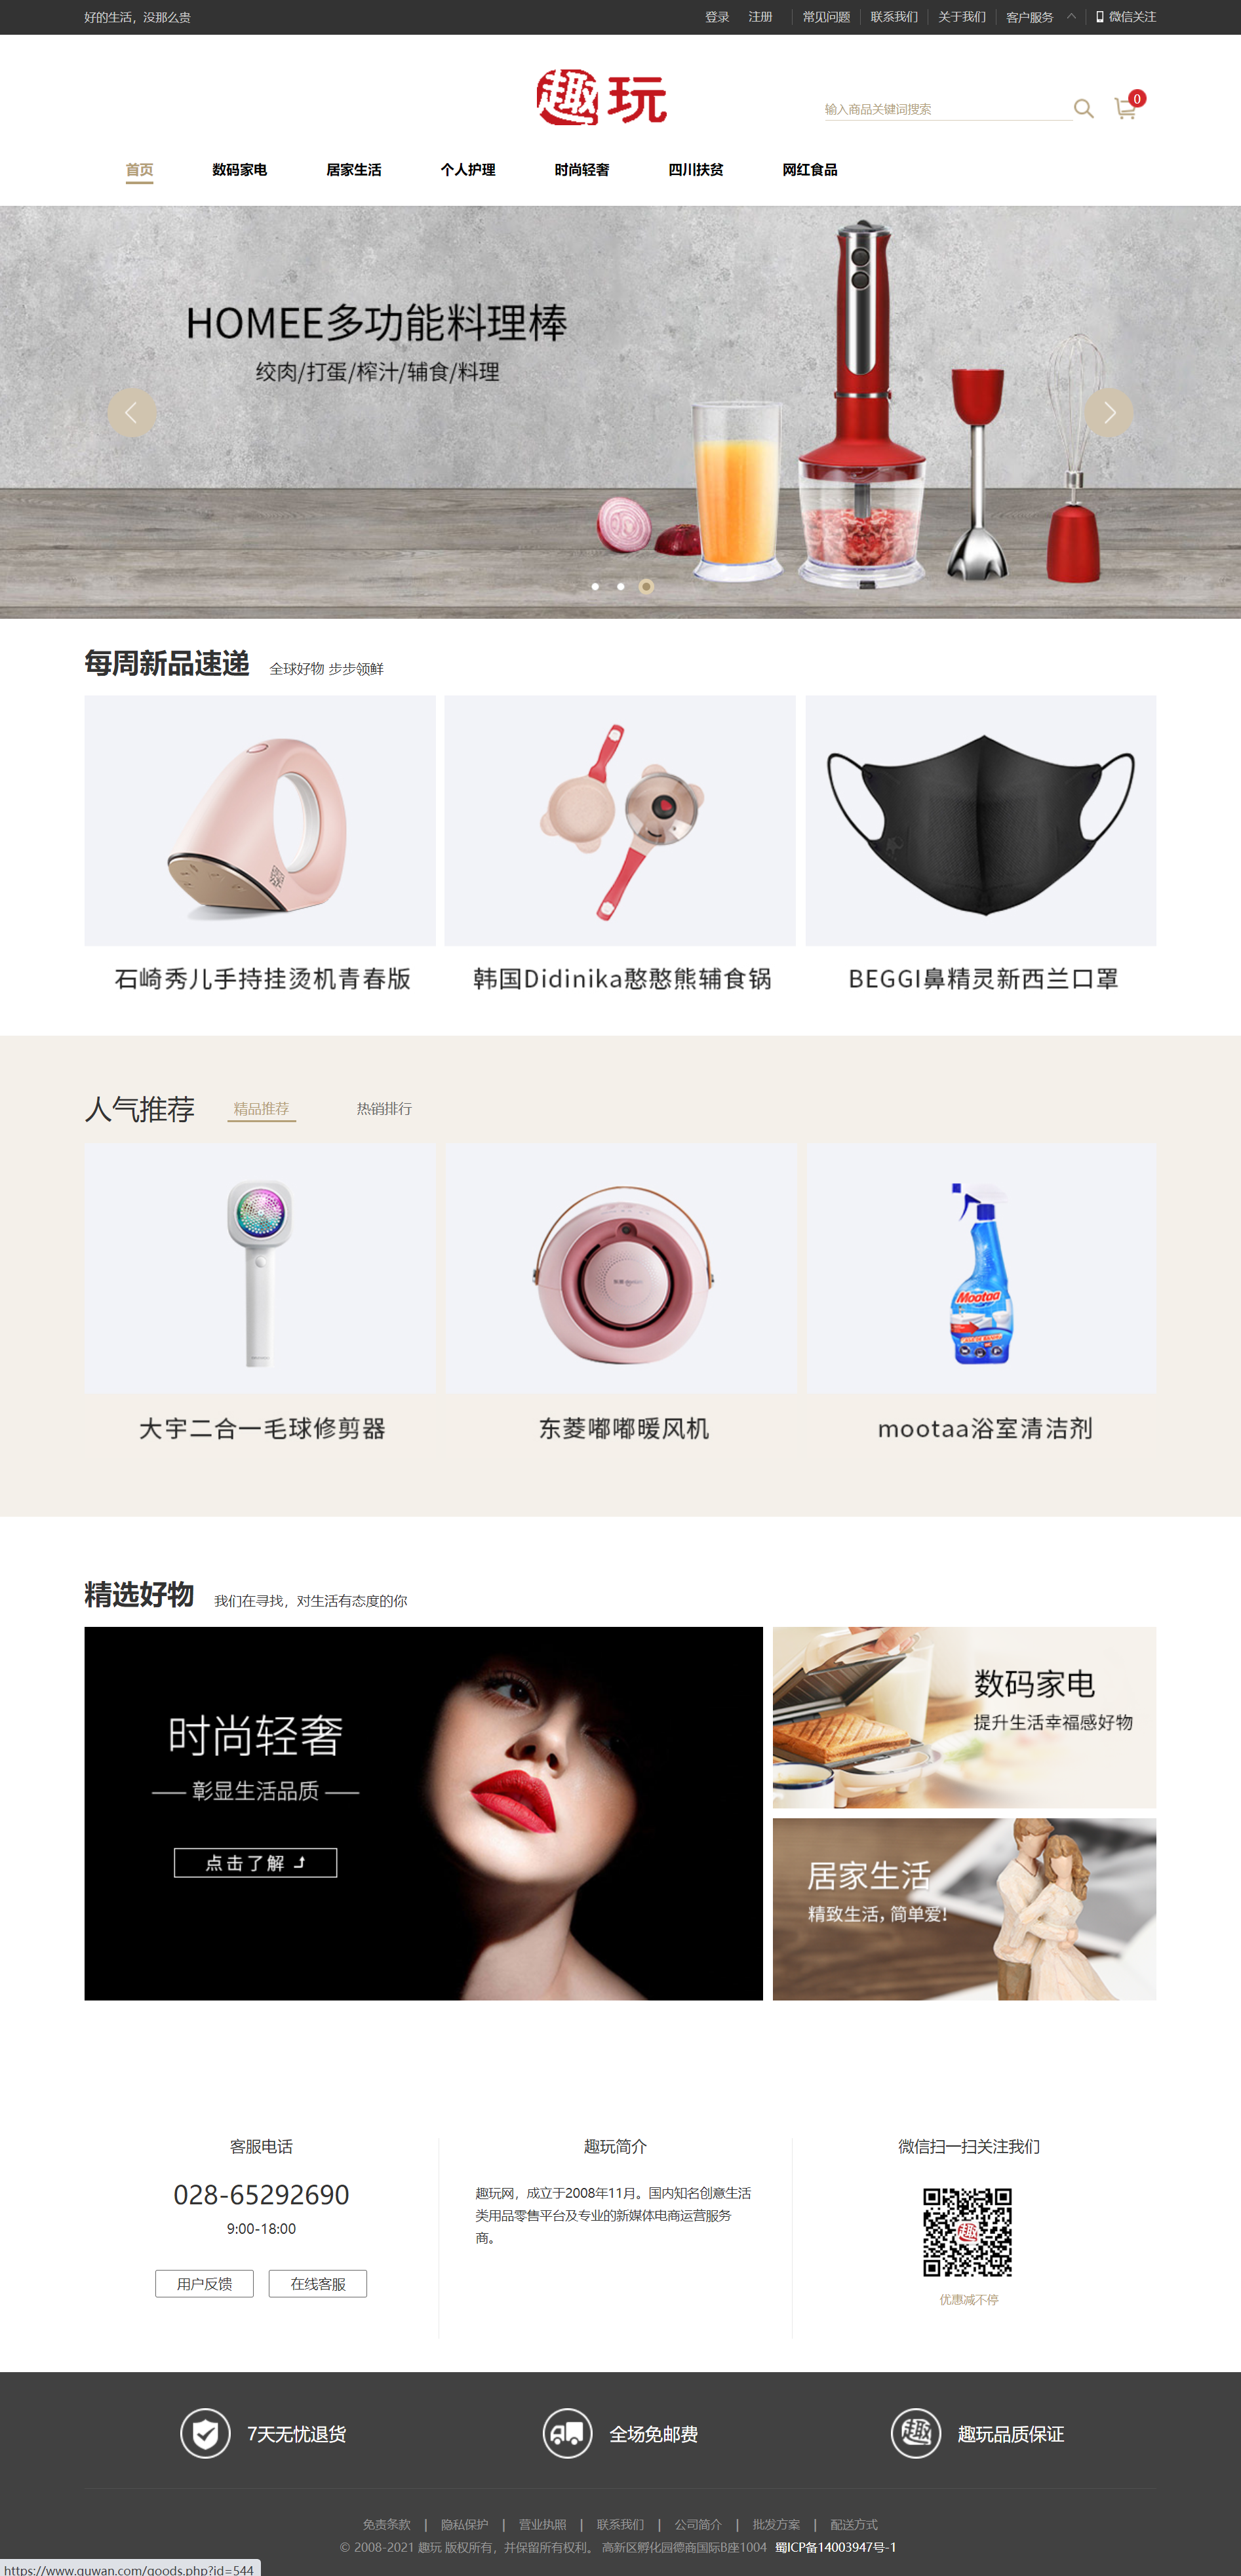 好的生活，没那么贵
登录 注册 常见问题 联系我们 关于我们 客户服务 微信关注
趣玩
输入商品关键词搜索
0
首页 数码家电 居家生活 个人护理 时尚轻奢 四川扶贫 网红食品
HOMEE多功能料理棒
绞肉/打蛋/榨汁/辅食/料理
每周新品速递 全球好物 步步领鲜
石崎秀儿手持挂烫机青春版 韩国Didinika憨憨熊辅食锅 BEGGI鼻精灵新西兰口罩
人气推荐 精品推荐 热销排行
Mootaa
大宇二合一毛球修剪器 东菱嘟嘟暖风机 mootaa浴室清洁剂
精选好物 我们在寻找，对生活有态度的你
时尚轻奢
彰显生活品质
点击了解
数码家电
提升生活幸福感好物
居家生活
精致生活，简单爱!
客服电话
028-65292690
9:00-18:00
用户反馈 在线客服
趣玩简介
趣玩网，成立于2008年11月。国内知名创意生活
类用品零售平台及专业的新媒体电商运营服务
商。
微信扫一扫关注我们
趣
优惠减不停
7天无忧退货 全场免邮费 趣 趣玩品质保证
免责条款 | 隐私保护 | 营业执照 | 联系我们 | 公司简介 | 批发方案 | 配送方式
© 2008-2021 趣玩 版权所有，并保留所有权利。 高新区孵化园德商国际B座1004 蜀ICP备14003947号-1
https://www.quwan.com/goods.php?id=544